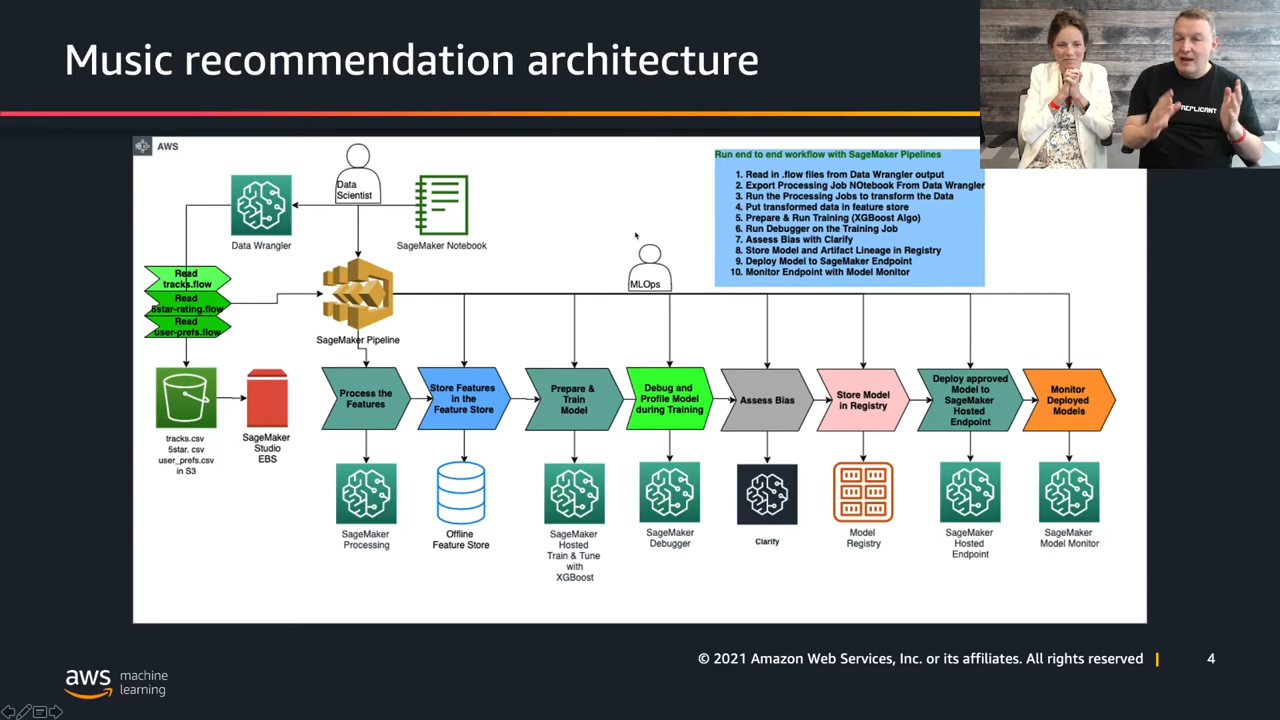 Music recommendation architecture
AWS
Data
Scientist
Data Wrangler
SageMaker Notebook
MLOps
Run end to end workflow with SageMaker Pipelines
1. Read in .flow files from Data Wrangler output
2. Export Processing Job NOtebook From Data Wrangler
3. Run the Processing Jobs to transform the Data
4. Put transformed data in feature store
5. Prepare & Run Training (XGBoost Algo)
6. Run Debugger on the Training Job
7. Assess Bias with Clarify
8. Store Model and Artifact Lineage in Registry
9. Deploy Model to SageMaker Endpoint
10. Monitor Endpoint with Model Monitor
REPLICANT
Read
tracks.flow
Read
5star-rating.flow
Read
user-prefs.flow
SageMaker Pipeline
tracks.csv
5star. csv
user_prefs.csv
in S3
SageMaker
Studio
EBS
Process the
Features
Store Features
in the
Feature Store
Prepare &
Train
Model
Debug and
Profile Model
during Training
Assess Bias
Store Model
in Registry
Deploy approved
Model to
SageMaker
Hosted
Endpoint
Monitor
Deployed
Models
SageMaker
Processing
Offline
Feature Store
SageMaker
Hosted
Train & Tune
with
XGBoost
SageMaker
Debugger
Clarify
Model
Registry
SageMaker
Hosted
Endpoint
SageMaker
Model Monitor
aws machine
learning
© 2021 Amazon Web Services, Inc. or its affiliates. All rights reserved
4